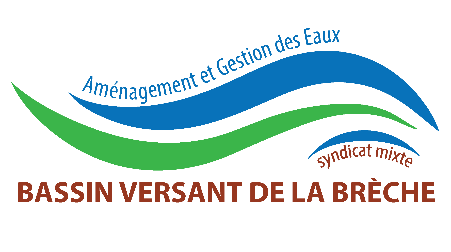 Aménagement et Gestion des Eaux
syndicat mixte
BASSIN VERSANT DE LA BRÈCHE